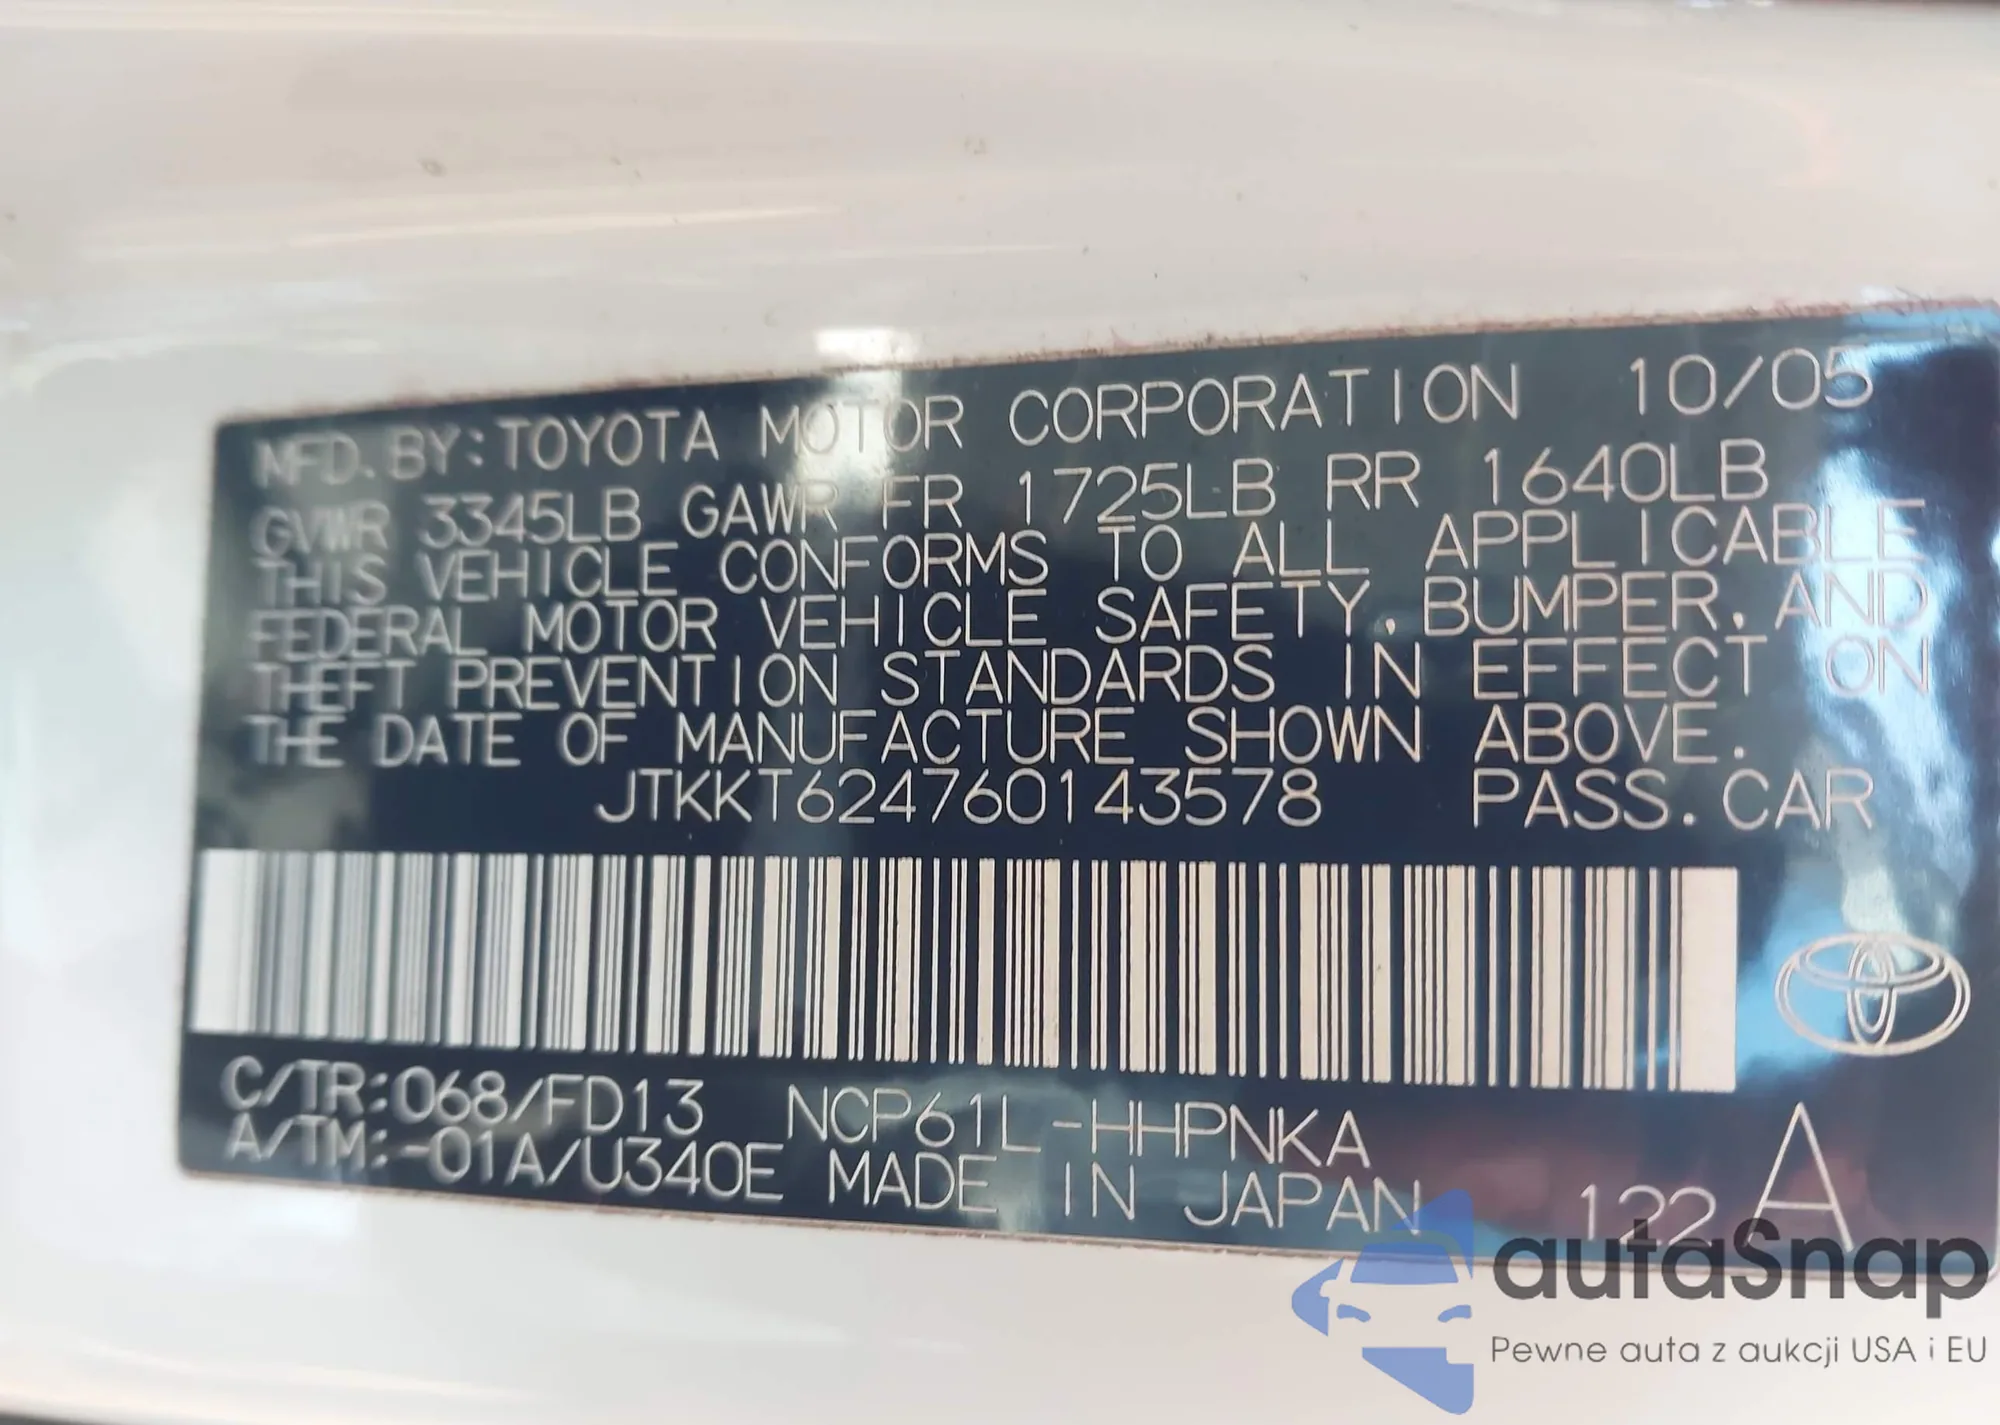 MFD. BY: TOYOTA MOTOR CORPORATION 10/05
GVWR 3345LB GAWR FR 1725LB RR 1640LB
THIS VEHICLE CONFORMS TO ALL APPLICABLE
FEDERAL MOTOR VEHICLE SAFETY, BUMPER, AND
THEFT PREVENTION STANDARDS IN EFFECT ON
THE DATE OF MANUFACTURE SHOWN ABOVE.
JTKKT624760143578 PASS. CAR
C/TR: 068/FD13 NCP61L-HHPNKA
A/TM: -01A/U340E MADE IN JAPAN 122 A
autaSnap
Pewne auta z aukcji USA i EU